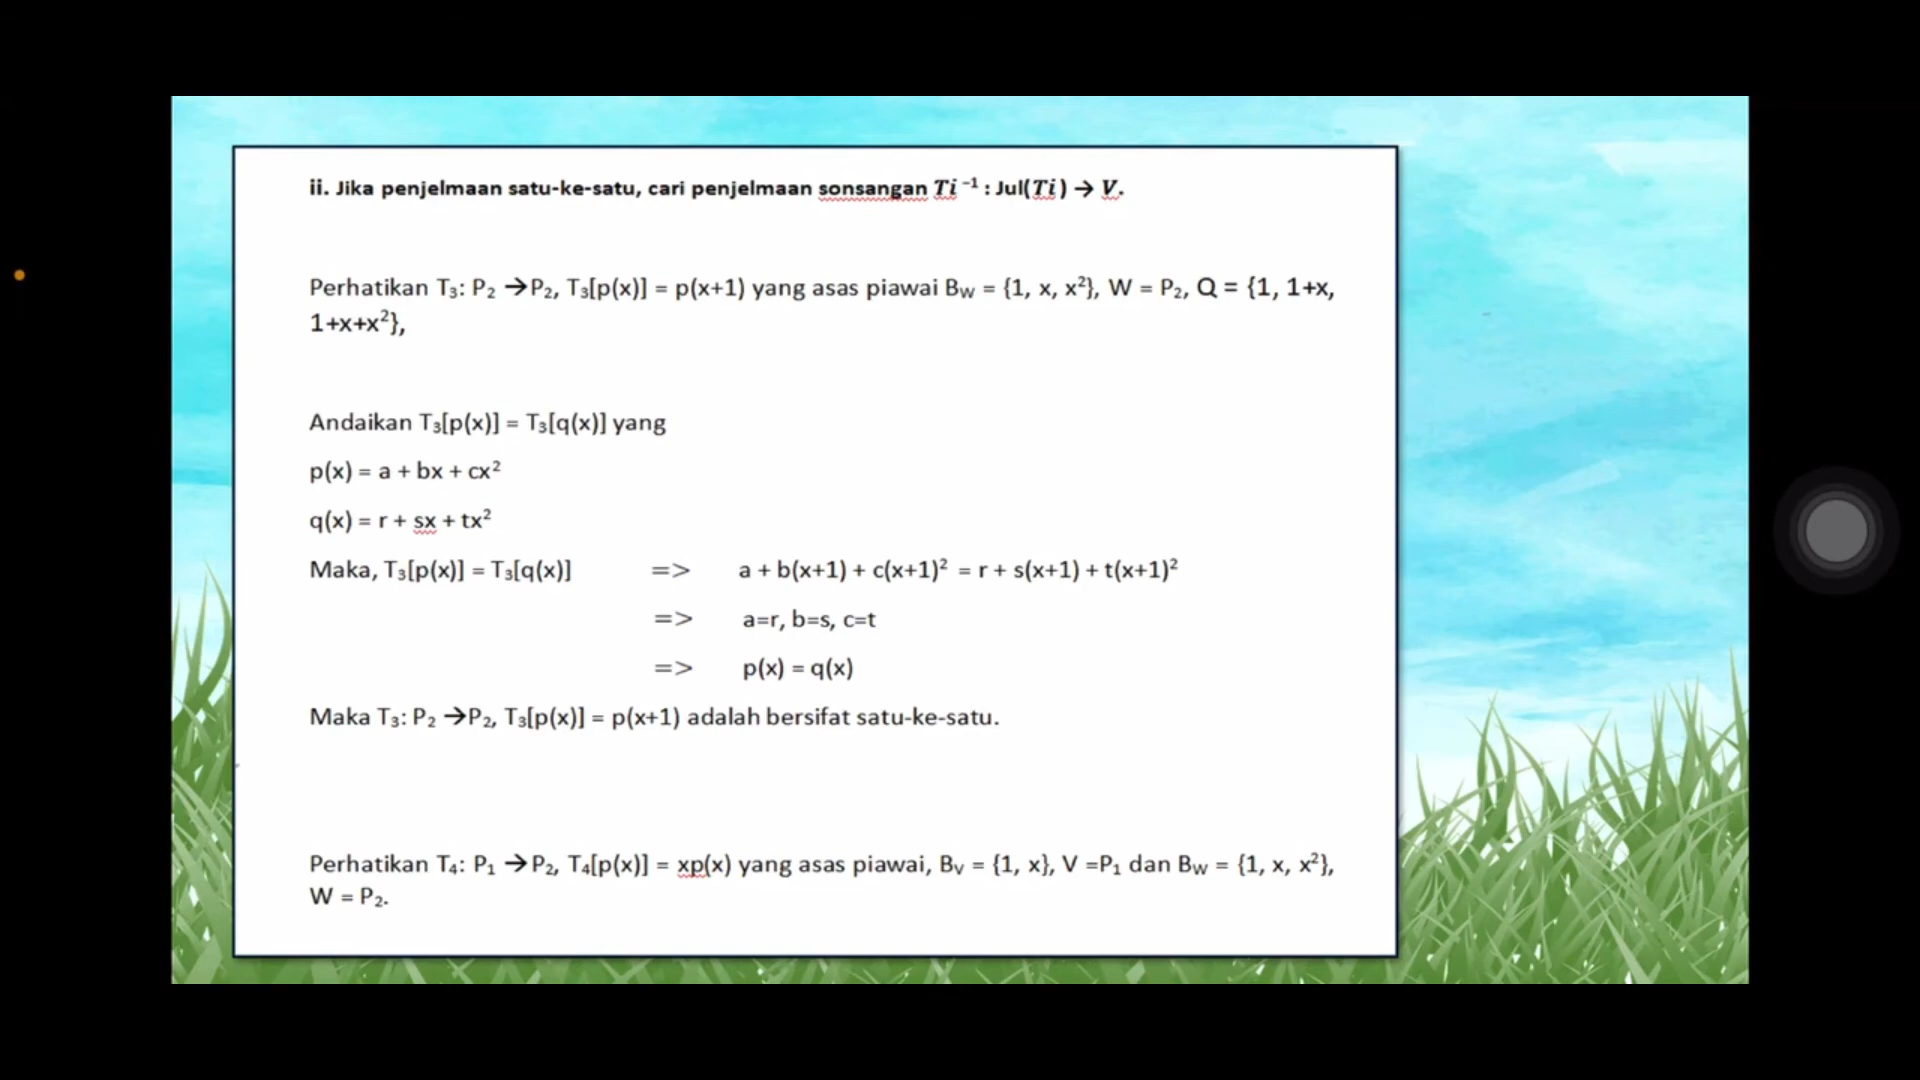 ii. Jika penjelmaan satu-ke-satu, cari penjelmaan sonsangan Ti⁻¹ : Jul(Ti) → V.
Perhatikan T₃: P₂ →P₂, T₃[p(x)] = p(x+1) yang asas piawai Bw = {1, x, x²}, W = P₂, Q = {1, 1+x,
1+x+x²},
Andaikan T₃[p(x)] = T₃[q(x)] yang
p(x) = a + bx + cx²
q(x) = r + sx + tx²
Maka, T₃[p(x)] = T₃[q(x)] => a + b(x+1) + c(x+1)² = r + s(x+1) + t(x+1)²
=> a=r, b=s, c=t
=> p(x) = q(x)
Maka T₃: P₂ →P₂, T₃[p(x)] = p(x+1) adalah bersifat satu-ke-satu.
Perhatikan T₄: P₁ →P₂, T₄[p(x)] = xp(x) yang asas piawai, Bᵥ = {1, x}, V =P₁ dan Bw = {1, x, x²},
W = P₂.